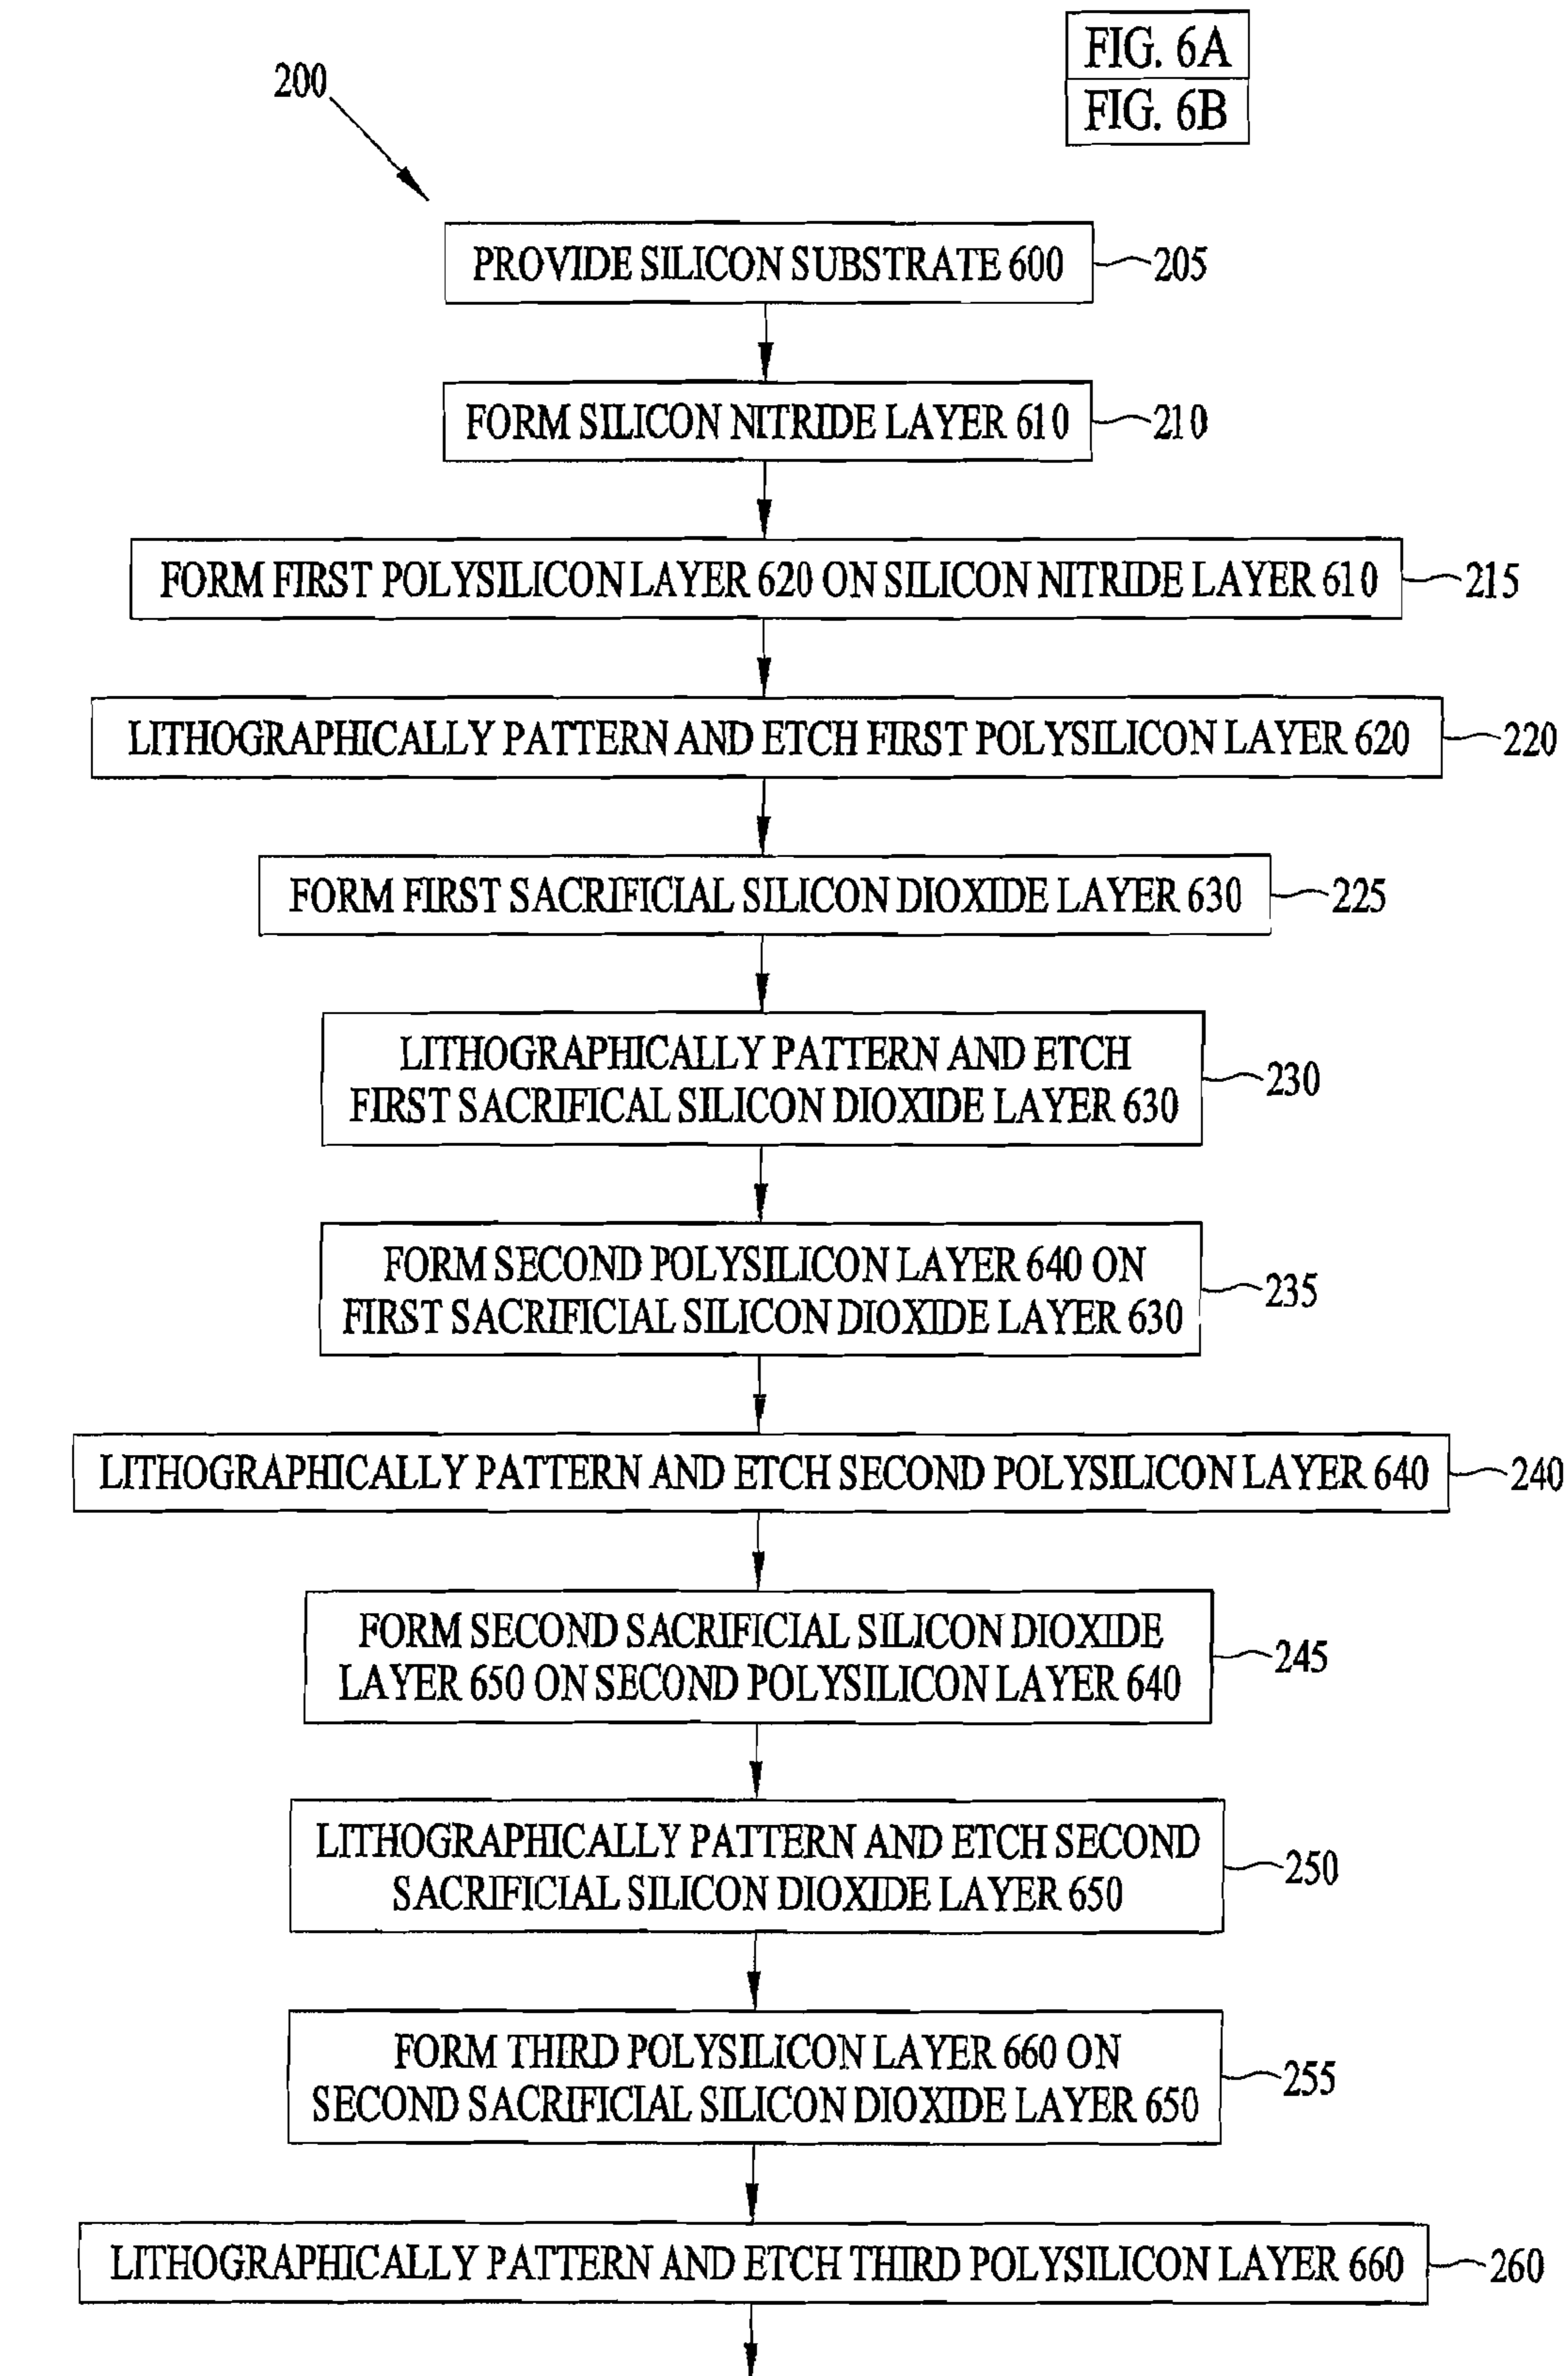 FIG. 6A
FIG. 6B
200
PROVIDE SILICON SUBSTRATE 600
205
FORM SILICON NITRIDE LAYER 610
210
FORM FIRST POLYSILICON LAYER 620 ON SILICON NITRIDE LAYER 610
215
LITHOGRAPHICALLY PATTERN AND ETCH FIRST POLYSILICON LAYER 620
220
FORM FIRST SACRIFICIAL SILICON DIOXIDE LAYER 630
225
LITHOGRAPHICALLY PATTERN AND ETCH
FIRST SACRIFICAL SILICON DIOXIDE LAYER 630
230
FORM SECOND POLYSILICON LAYER 640 ON
FIRST SACRIFICIAL SILICON DIOXIDE LAYER 630
235
LITHOGRAPHICALLY PATTERN AND ETCH SECOND POLYSILICON LAYER 640
240
FORM SECOND SACRIFICIAL SILICON DIOXIDE
LAYER 650 ON SECOND POLYSILICON LAYER 640
245
LITHOGRAPHICALLY PATTERN AND ETCH SECOND
SACRIFICIAL SILICON DIOXIDE LAYER 650
250
FORM THIRD POLYSILICON LAYER 660 ON
SECOND SACRIFICIAL SILICON DIOXIDE LAYER 650
255
LITHOGRAPHICALLY PATTERN AND ETCH THIRD POLYSILICON LAYER 660
260